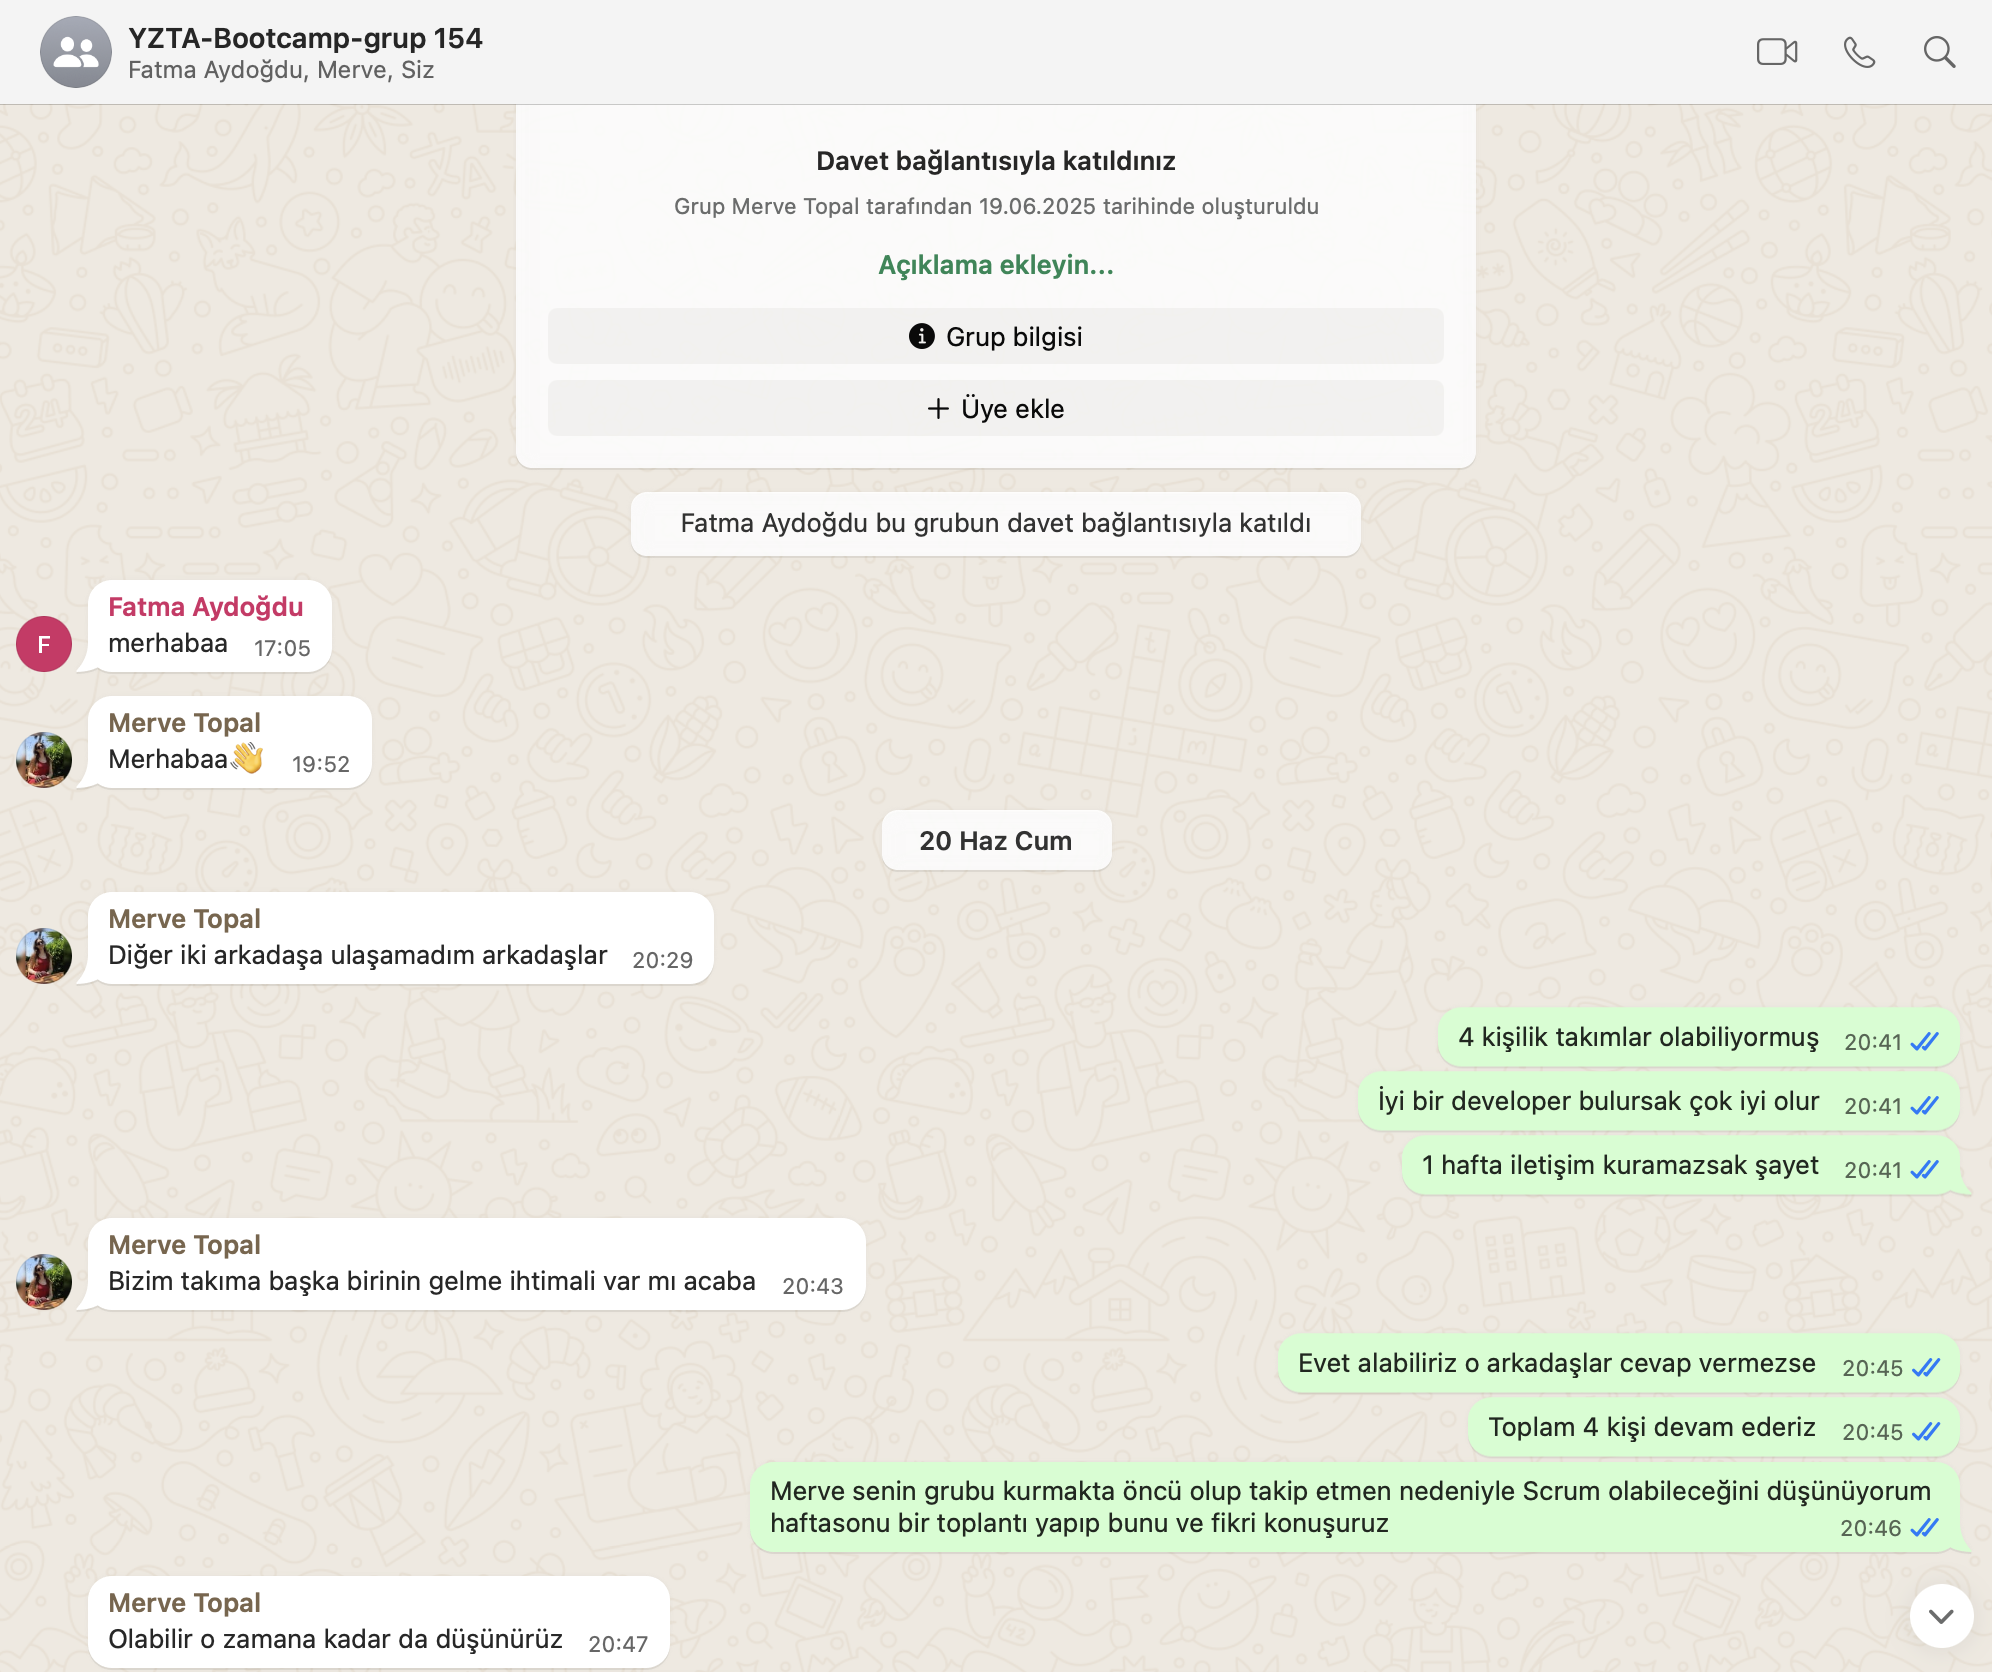 YZTA-Bootcamp-grup 154
Fatma Aydoğdu, Merve, Siz
Davet bağlantısıyla katıldınız
Grup Merve Topal tarafından 19.06.2025 tarihinde oluşturuldu
Açıklama ekleyin...
Grup bilgisi
Üye ekle
Fatma Aydoğdu bu grubun davet bağlantısıyla katıldı
Fatma Aydoğdu
F
merhabaa 17:05
Merve Topal
Merhabaa👋 19:52
20 Haz Cum
Merve Topal
Diğer iki arkadaşa ulaşamadım arkadaşlar 20:29
4 kişilik takımlar olabiliyormuş 20:41
İyi bir developer bulursak çok iyi olur 20:41
1 hafta iletişim kuramazsak şayet 20:41
Merve Topal
Bizim takıma başka birinin gelme ihtimali var mı acaba 20:43
Evet alabiliriz o arkadaşlar cevap vermezse 20:45
Toplam 4 kişi devam ederiz 20:45
Merve senin grubu kurmakta öncü olup takip etmen nedeniyle Scrum olabileceğini düşünüyorum
haftasonu bir toplantı yapıp bunu ve fikri konuşuruz 20:46
Merve Topal
Olabilir o zamana kadar da düşünürüz 20:47